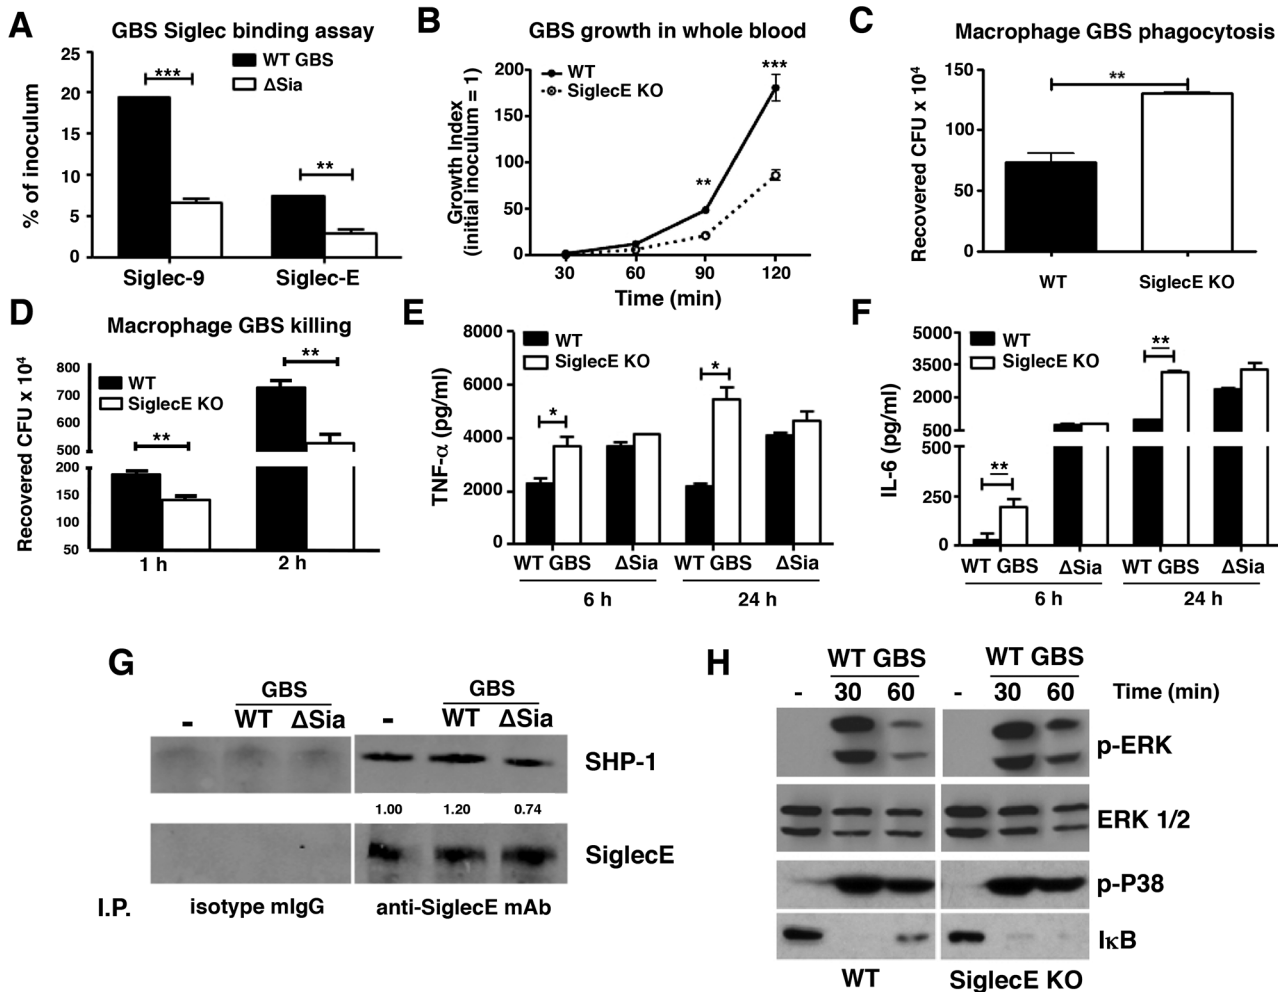 A
GBS Siglec binding assay
25
20
15
10
5
0
% of inoculum
WT GBS
ΔSia
***
**
Siglec-9 Siglec-E
B
GBS growth in whole blood
200
150
100
50
0
Growth Index
(initial inoculum = 1)
WT
SiglecE KO
**
***
30 60 90 120
Time (min)
C
Macrophage GBS phagocytosis
150
100
50
0
Recovered CFU x 10⁴
**
WT SiglecE KO
D
Macrophage GBS killing
800
700
600
500
200
150
100
50
Recovered CFU x 10⁴
WT
SiglecE KO
**
**
1 h 2 h
E
8000
6000
4000
2000
0
TNF-α (pg/ml)
WT
SiglecE KO
*
*
WT GBS ΔSia WT GBS ΔSia
6 h 24 h
F
5000
3500
2000
500
500
250
0
IL-6 (pg/ml)
WT
SiglecE KO
**
**
WT GBS ΔSia WT GBS ΔSia
6 h 24 h
G
GBS GBS
- WT ΔSia - WT ΔSia
SHP-1
1.00 1.20 0.74
SiglecE
I.P. isotype mIgG anti-SiglecE mAb
H
WT GBS WT GBS
- 30 60 - 30 60 Time (min)
p-ERK
ERK 1/2
p-P38
IκB
WT SiglecE KO